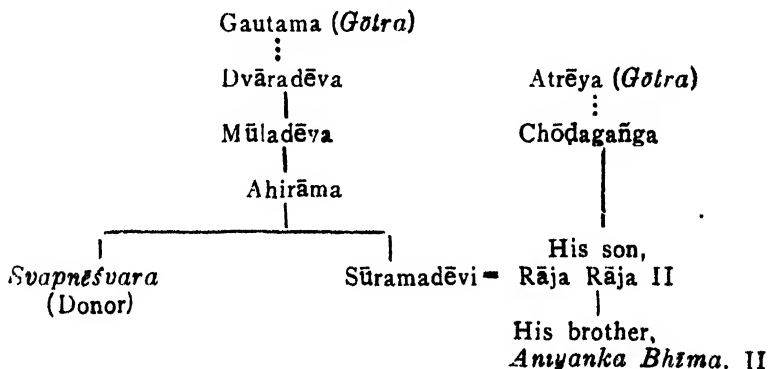 Gautama (Gōtra)
Dvāradēva Atrēya (Gōtra)
Mūladēva Chōḍagañga
Ahirāma
His son,
Svapnēśvara Sūramadēvi = Rāja Rāja II
(Donor)
His brother,
Aniyanka Bhīma. II